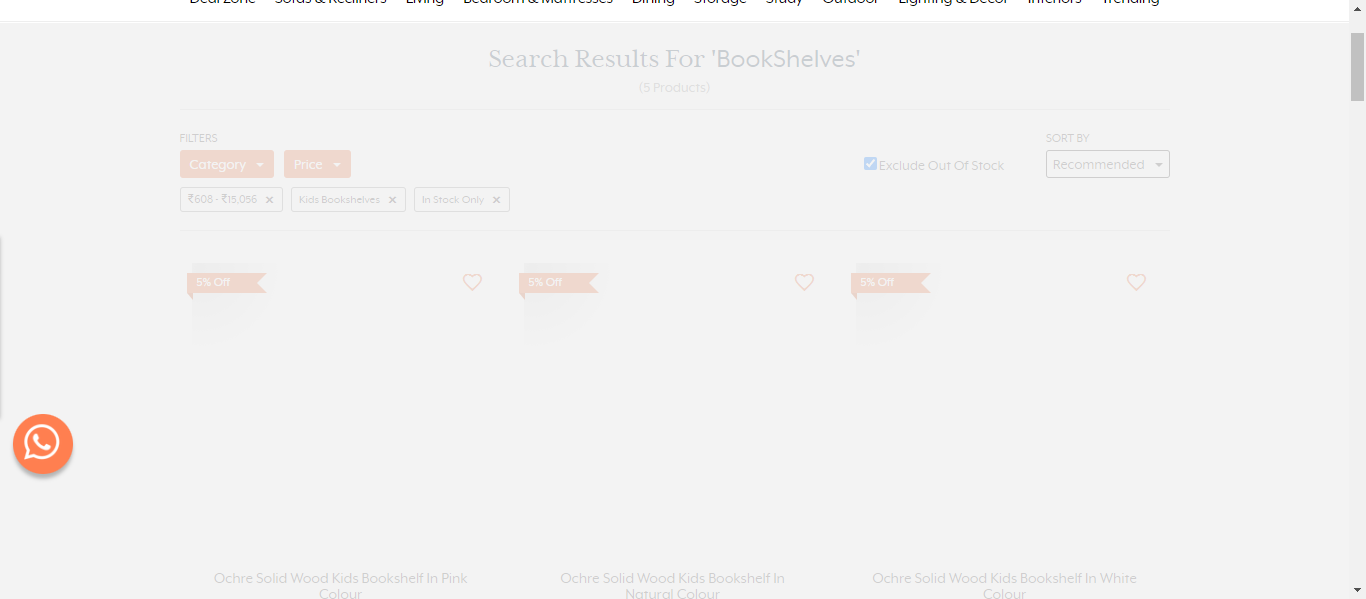 Deal Zone Sofas & Recliners Living Bedroom & Mattresses Dining Storage Study Outdoor Lighting & Decor Interiors Trending
Search Results For 'BookShelves'
(5 Products)
FILTERS
SORT BY
Category
Price
Exclude Out Of Stock
Recommended
₹608 - ₹15,056
Kids Bookshelves
In Stock Only
5% Off
5% Off
5% Off
Ochre Solid Wood Kids Bookshelf In Pink
Colour
Ochre Solid Wood Kids Bookshelf In
Natural Colour
Ochre Solid Wood Kids Bookshelf In White
Colour